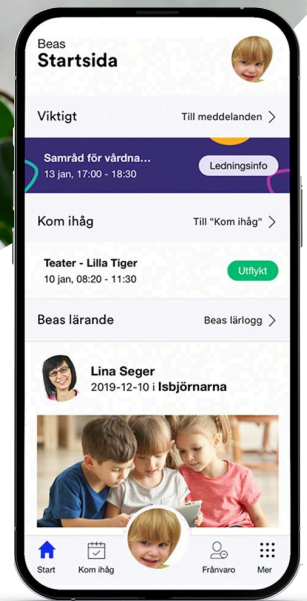 Beas
Startsida
Viktigt
Till meddelanden
Samråd för vårdna...
13 jan, 17:00 - 18:30
Ledningsinfo
Kom ihåg
Till "Kom ihåg"
Teater - Lilla Tiger
10 jan, 08:20 - 11:30
Utflykt
Beas lärande
Beas lärlogg
Lina Seger
2019-12-10 i Isbjörnarna
Start
Kom ihåg
Frånvaro
Mer